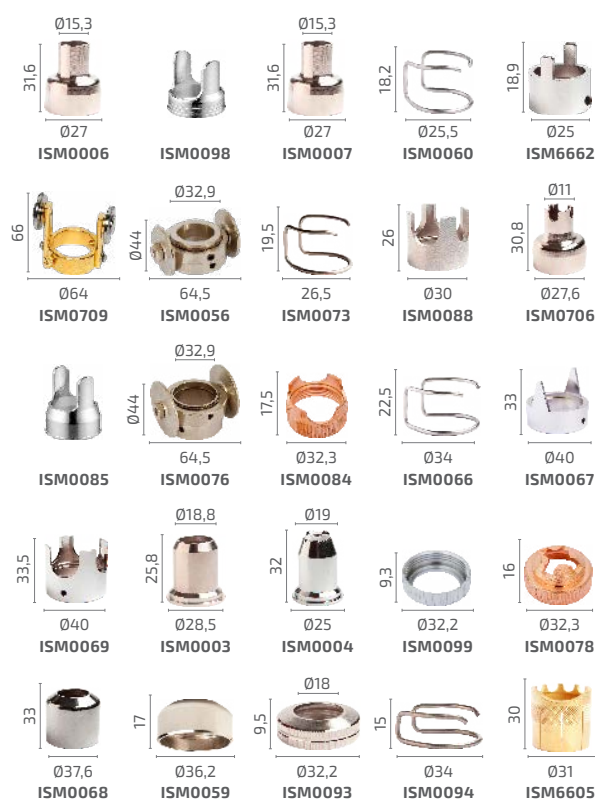 Ø15,3
31,6
Ø27
ISM0006
ISM0098
Ø15,3
31,6
Ø27
ISM0007
18,2
Ø25,5
ISM0060
18,9
Ø25
ISM6662
66
Ø64
ISM0709
Ø32,9
Ø44
64,5
ISM0056
19,5
26,5
ISM0073
26
Ø30
ISM0088
Ø11
30,8
Ø27,6
ISM0706
ISM0085
Ø32,9
Ø44
64,5
ISM0076
17,5
Ø32,3
ISM0084
22,5
Ø34
ISM0066
33
Ø40
ISM0067
33,5
Ø40
ISM0069
Ø18,8
25,8
Ø28,5
ISM0003
Ø19
32
Ø25
ISM0004
9,3
Ø32,2
ISM0099
16
Ø32,3
ISM0078
33
Ø37,6
ISM0068
17
Ø36,2
ISM0059
Ø18
9,5
Ø32,2
ISM0093
15
Ø34
ISM0094
30
Ø31
ISM6605